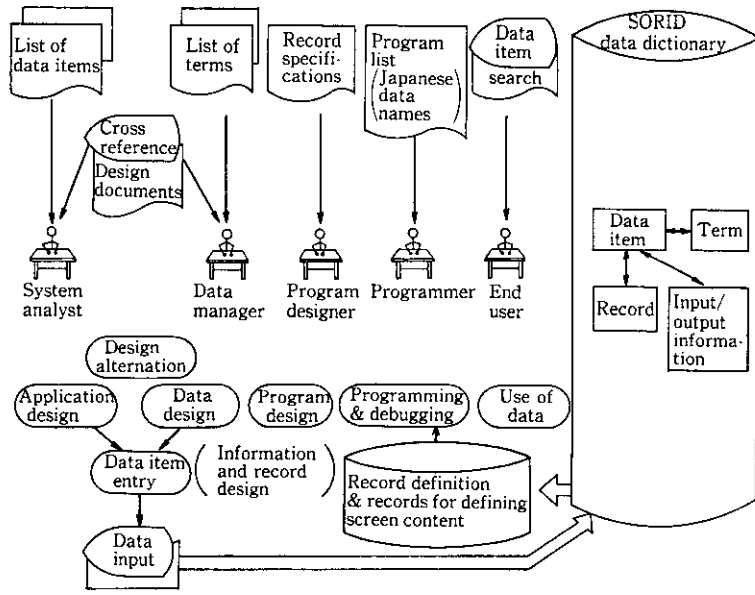 List of
data items
List of
terms
Record
specifi-
cations
Program
list
(Japanese
data
names)
Data
item
search
SORID
data dictionary
Cross
reference
Design
documents
System
analyst
Data
manager
Program
designer
Programmer
End
user
Data
item
Term
Record
Input/
output
informa-
tion
Design
alternation
Application
design
Data
design
Program
design
Programming
& debugging
Use of
data
Data item
entry
(Information
and record
design)
Record definition
& records for defining
screen content
Data
input